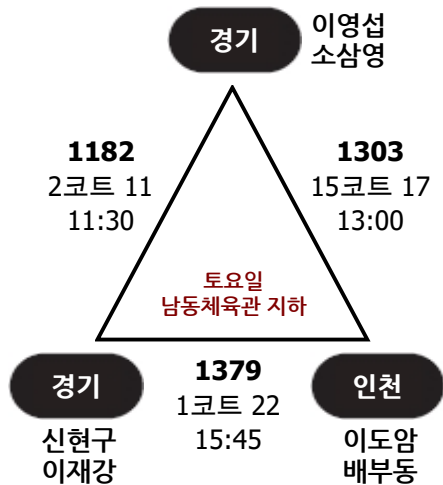 경기
이영섭
소삼영
1182
2코트 11
11:30
1303
15코트 17
13:00
토요일
남동체육관 지하
경기
신현구
이재강
1379
1코트 22
15:45
인천
이도암
배부동